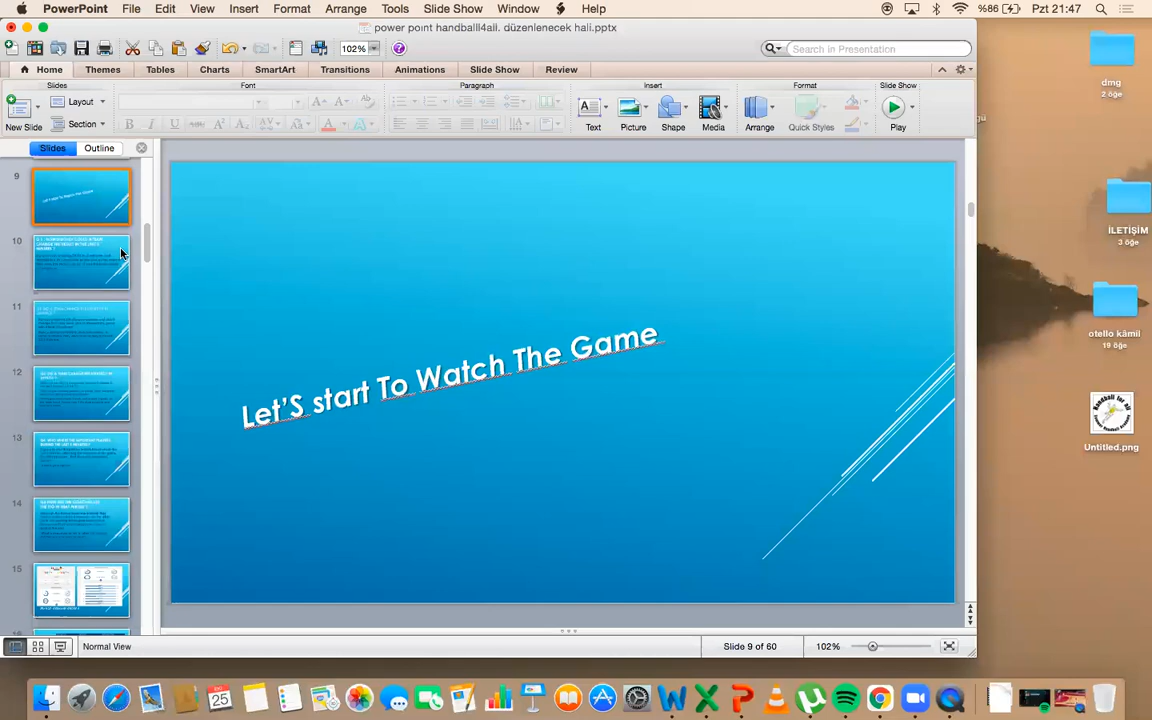 PowerPoint File Edit View Insert Format Arrange Tools Slide Show Window Help %86 Pzt 21:47
power point handball4all. düzenlenecek hali.pptx
102% Search in Presentation
Home Themes Tables Charts SmartArt Transitions Animations Slide Show Review
Slides Font Paragraph Insert Format Slide Show
New Slide Layout Section Text Picture Shape Media Arrange Quick Styles Play
Slides Outline
9
10
11
12
13
14
15
Let'S start To Watch The Game
Normal View Slide 9 of 60 102%
dmg
2 öğe
İLETİŞİM
3 öğe
otello kâmil
19 öğe
Handball for all
Untitled.png
25